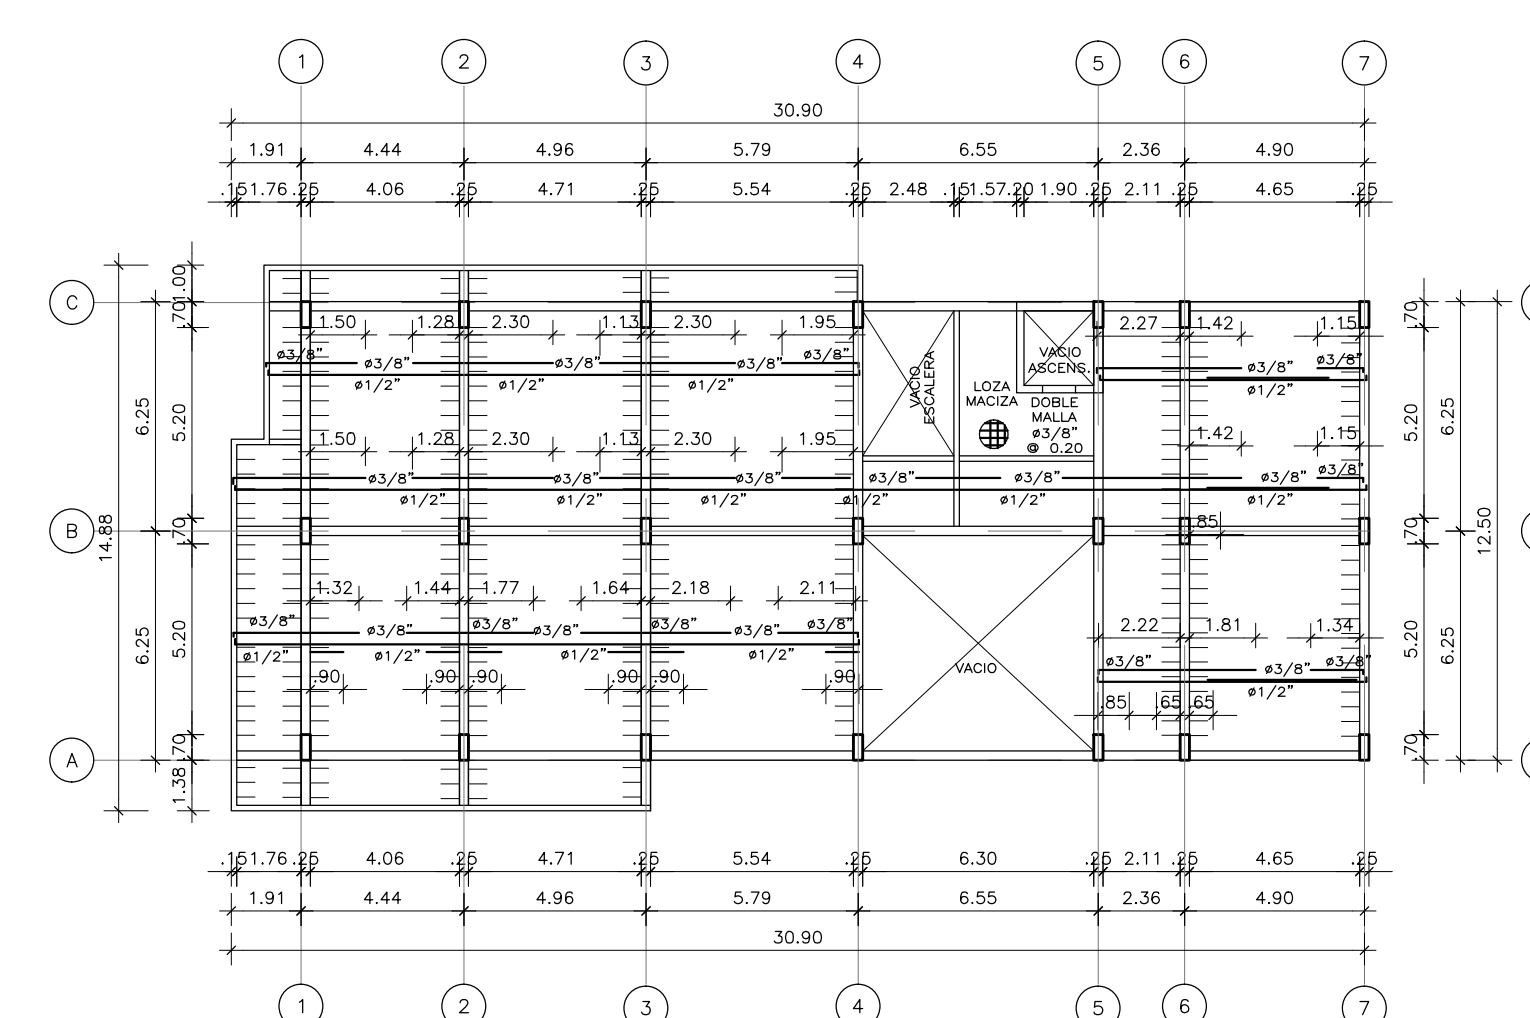 1 2 3 4 5 6 7
30.90
1.91 4.44 4.96 5.79 6.55 2.36 4.90
.15 1.76 .25 4.06 .25 4.71 .25 5.54 .25 2.48 .15 1.57 .20 1.90 .25 2.11 .25 4.65 .25
1.00
C
.70 .70
1.50 1.28 2.30 1.13 2.30 1.95 2.27 1.42 1.15
ø3/8” ø3/8” ø3/8” ø3/8” ø3/8” ø3/8” ø3/8”
ø1/2” ø1/2” ø1/2” ø1/2”
VACIO
ESCALERA
VACIO
ASCENS.
LOZA
MACIZA
DOBLE
MALLA
ø3/8”
@ 0.20
6.25 5.20 5.20 6.25
1.50 1.28 2.30 1.13 2.30 1.95 1.42 1.15
ø3/8” ø3/8” ø3/8” ø3/8” ø3/8” ø3/8” ø3/8”
ø1/2” ø1/2” ø1/2” ø1/2” ø1/2” ø1/2”
B
14.88 .70 .85 .70 12.50
1.32 1.44 1.77 1.64 2.18 2.11
ø3/8” ø3/8” ø3/8” ø3/8” ø3/8” ø3/8” ø3/8”
ø1/2” ø1/2” ø1/2” ø1/2”
6.25 5.20 5.20 6.25
2.22 1.81 1.34
ø3/8” ø3/8” ø3/8”
ø1/2”
VACIO
.90 .90 .90 .90 .90 .90
.85 .65 .65
.70 .70
A
1.38
.15 1.76 .25 4.06 .25 4.71 .25 5.54 .25 6.30 .25 2.11 .25 4.65 .25
1.91 4.44 4.96 5.79 6.55 2.36 4.90
30.90
1 2 3 4 5 6 7